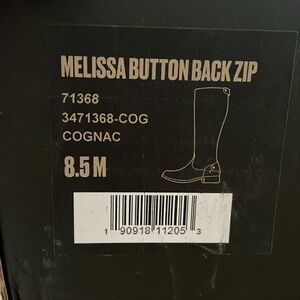 MELISSA BUTTON BACK ZIP
71368
3471368-COG
COGNAC
8.5 M
1 90918 11205 3